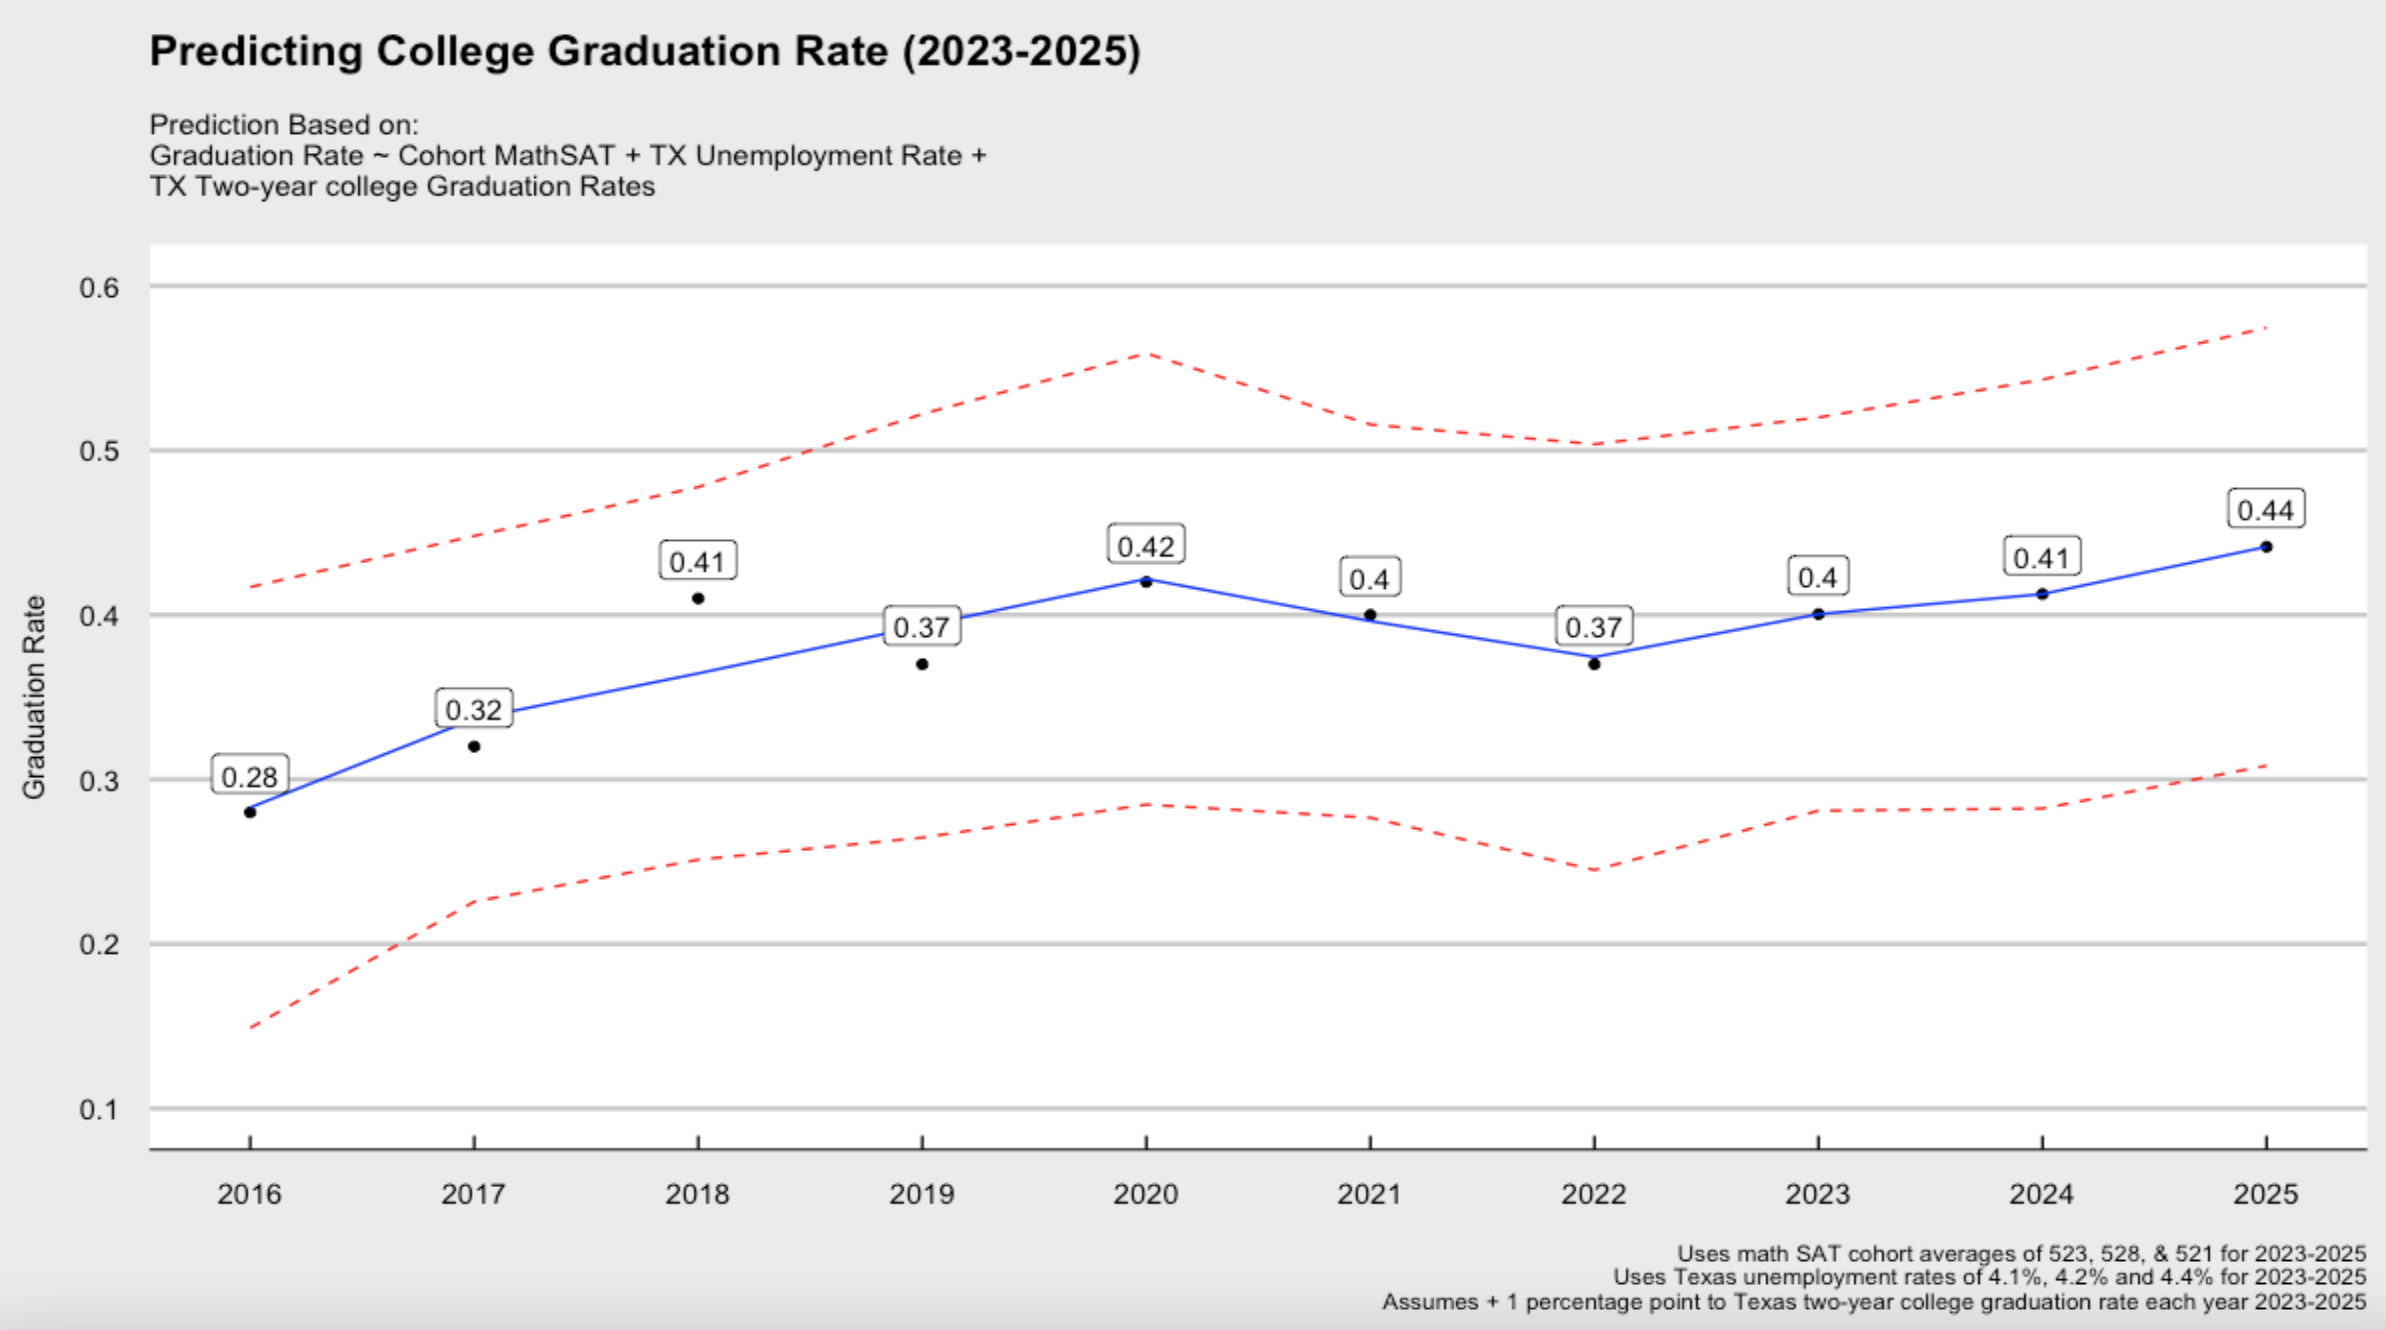 Predicting College Graduation Rate (2023-2025)
Prediction Based on:
Graduation Rate ~ Cohort MathSAT + TX Unemployment Rate +
TX Two-year college Graduation Rates
Graduation Rate
0.6
0.5
0.4
0.3
0.2
0.1
0.28
0.32
0.41
0.37
0.42
0.4
0.37
0.4
0.41
0.44
2016 2017 2018 2019 2020 2021 2022 2023 2024 2025
Uses math SAT cohort averages of 523, 528, & 521 for 2023-2025
Uses Texas unemployment rates of 4.1%, 4.2% and 4.4% for 2023-2025
Assumes + 1 percentage point to Texas two-year college graduation rate each year 2023-2025